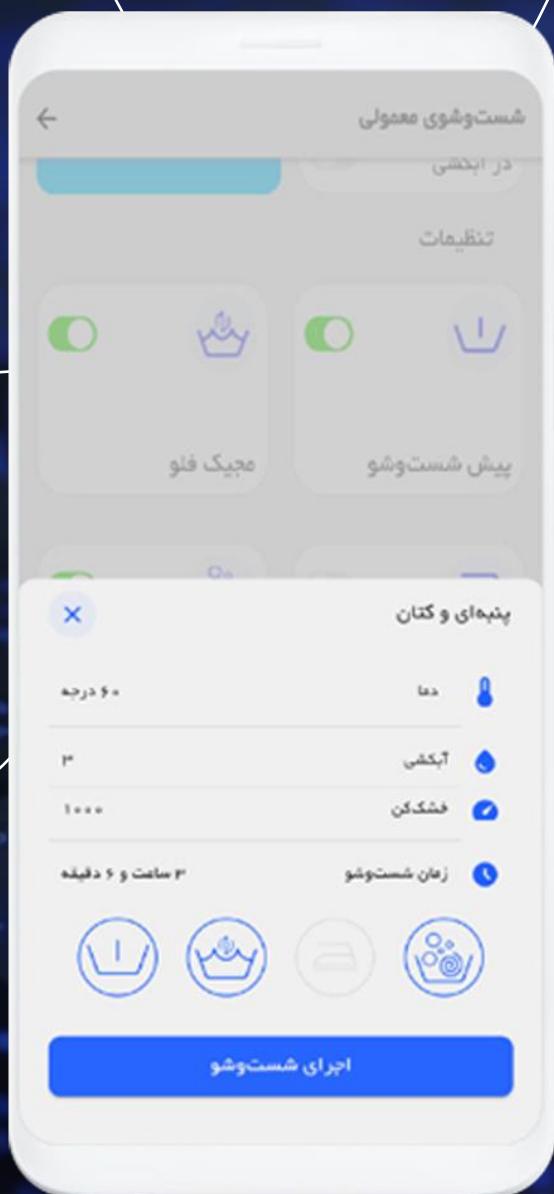 شست‌وشوی معمولی
در آبکشی
تنظیمات
پیش شست‌وشو
مجیک فلو
پنبه‌ای و کتان
دما
۶۰ درجه
آبکشی
۳
خشک‌کن
۱۰۰۰
زمان شست‌وشو
۳ ساعت و ۶ دقیقه
اجرای شست‌وشو